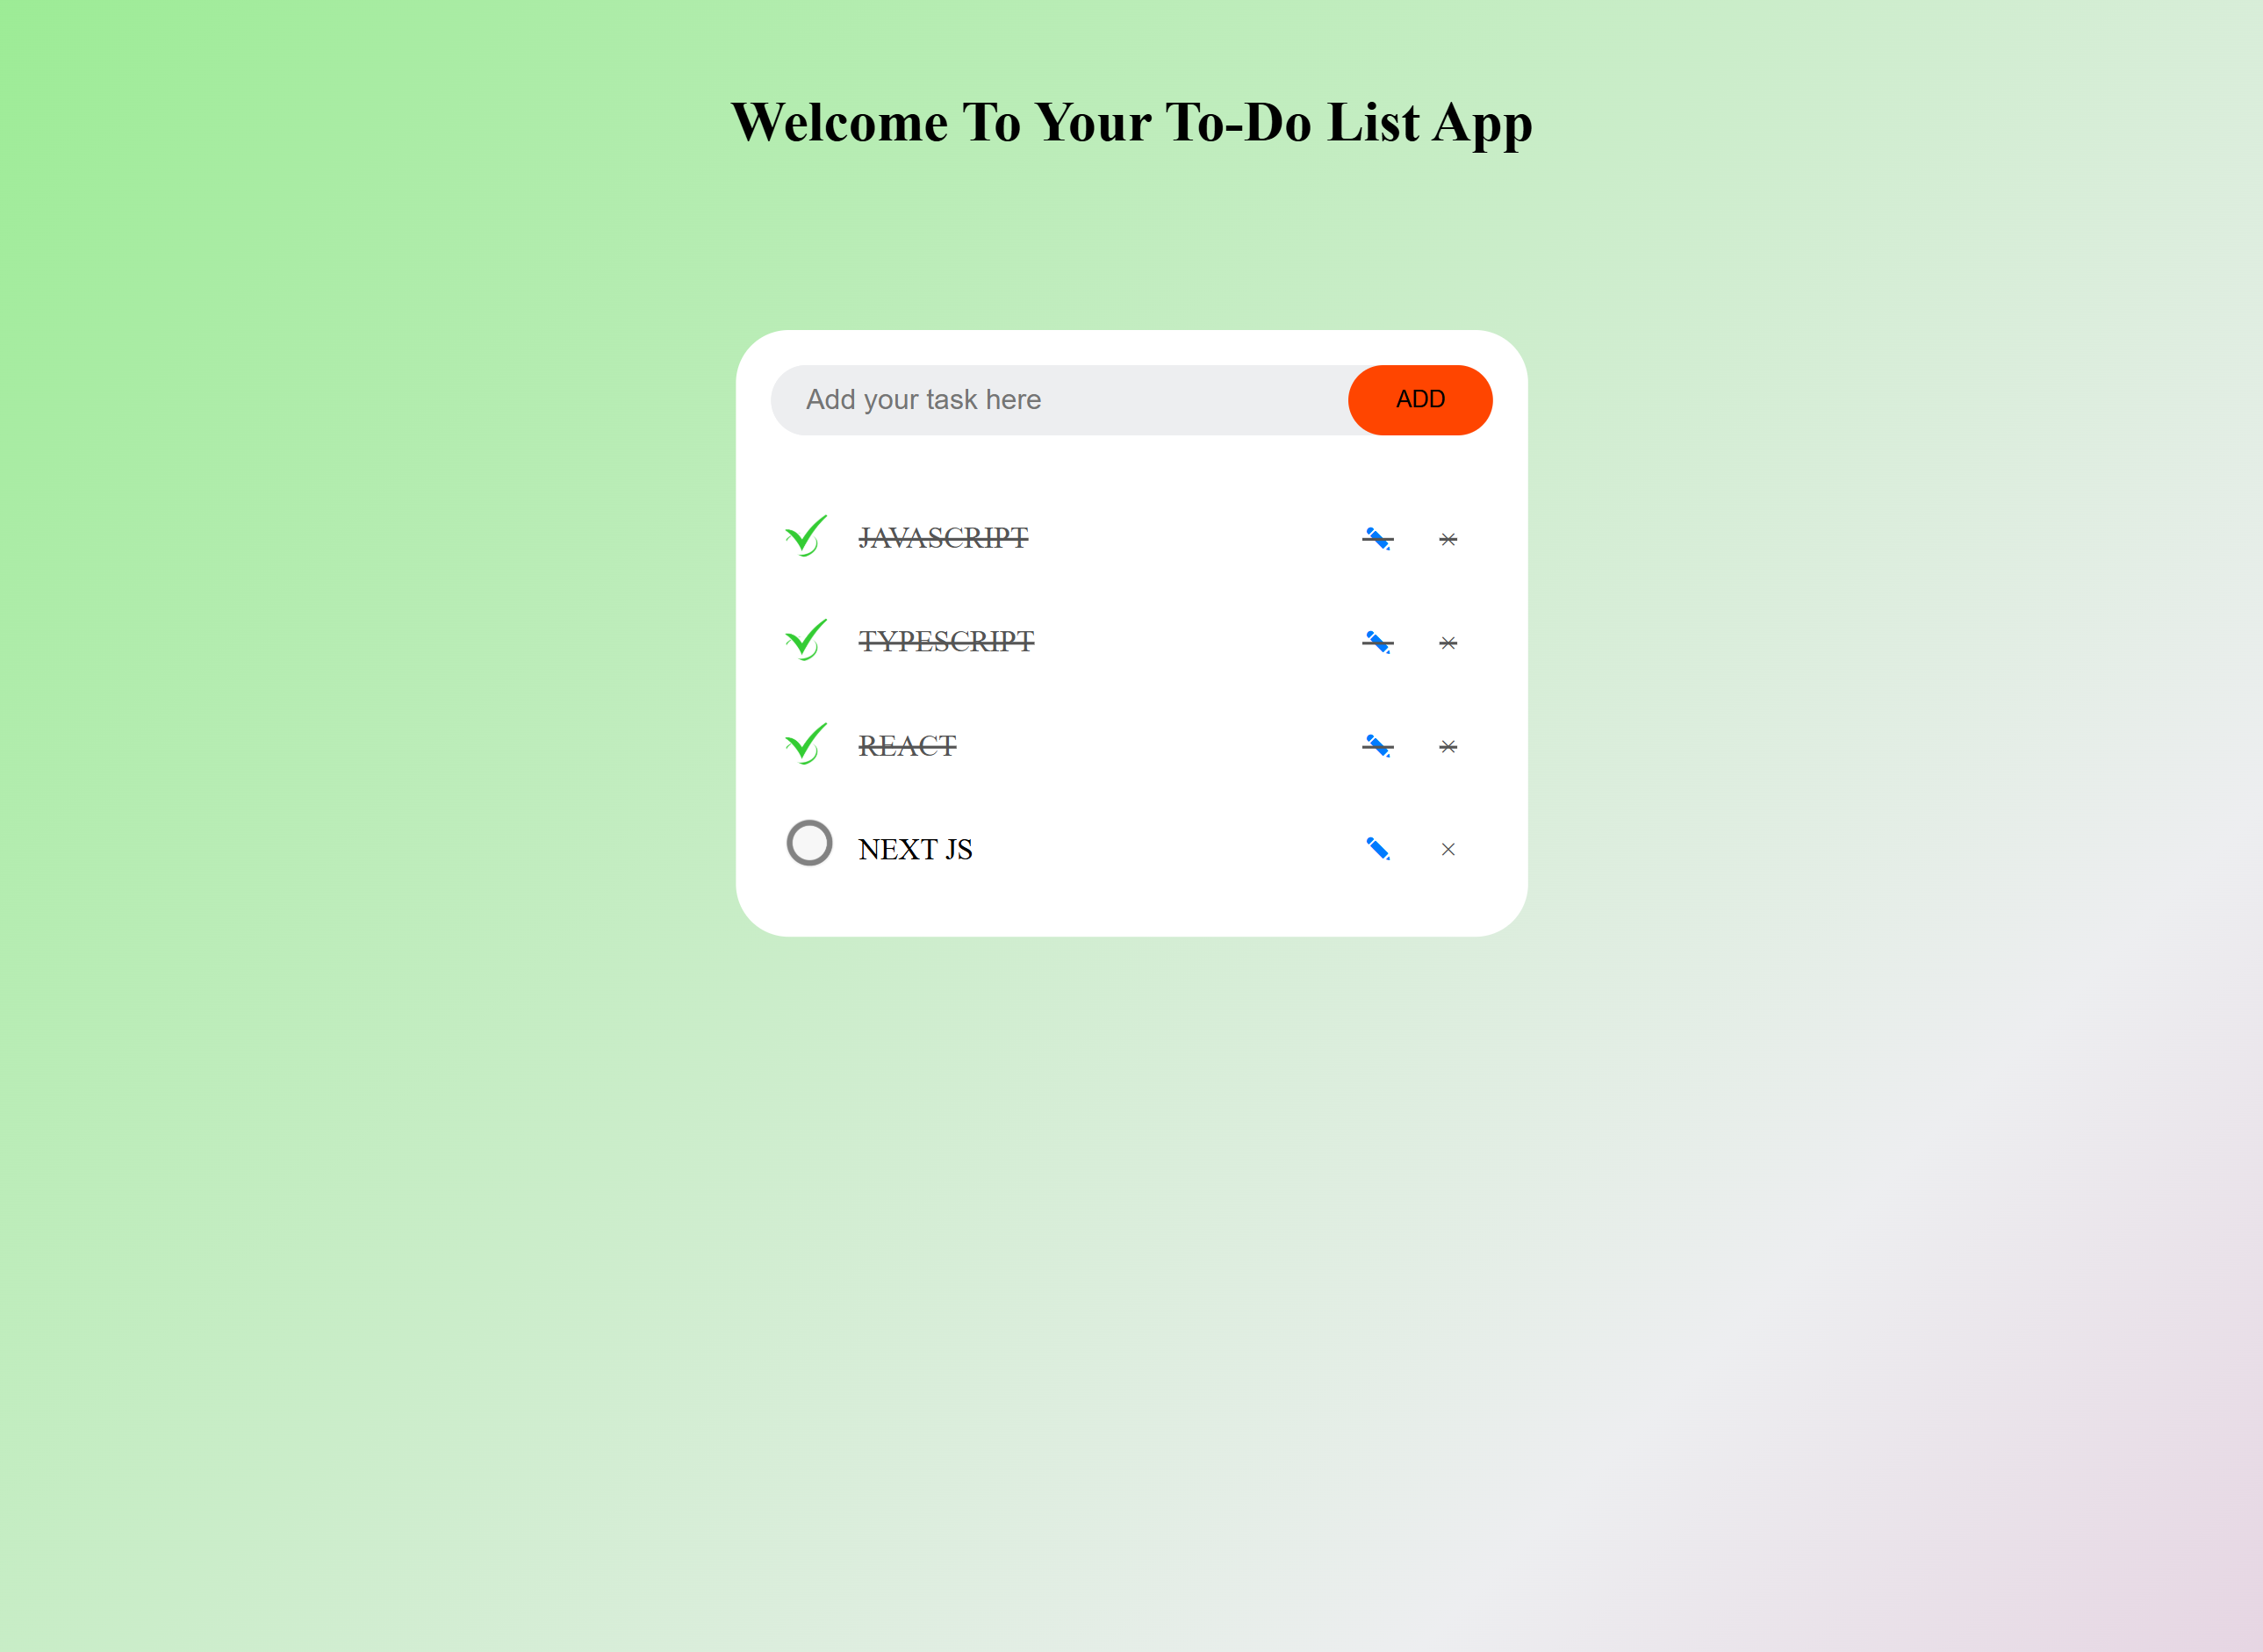 Welcome To Your To-Do List App
Add your task here
ADD
JAVASCRIPT
TYPESCRIPT
REACT
NEXT JS